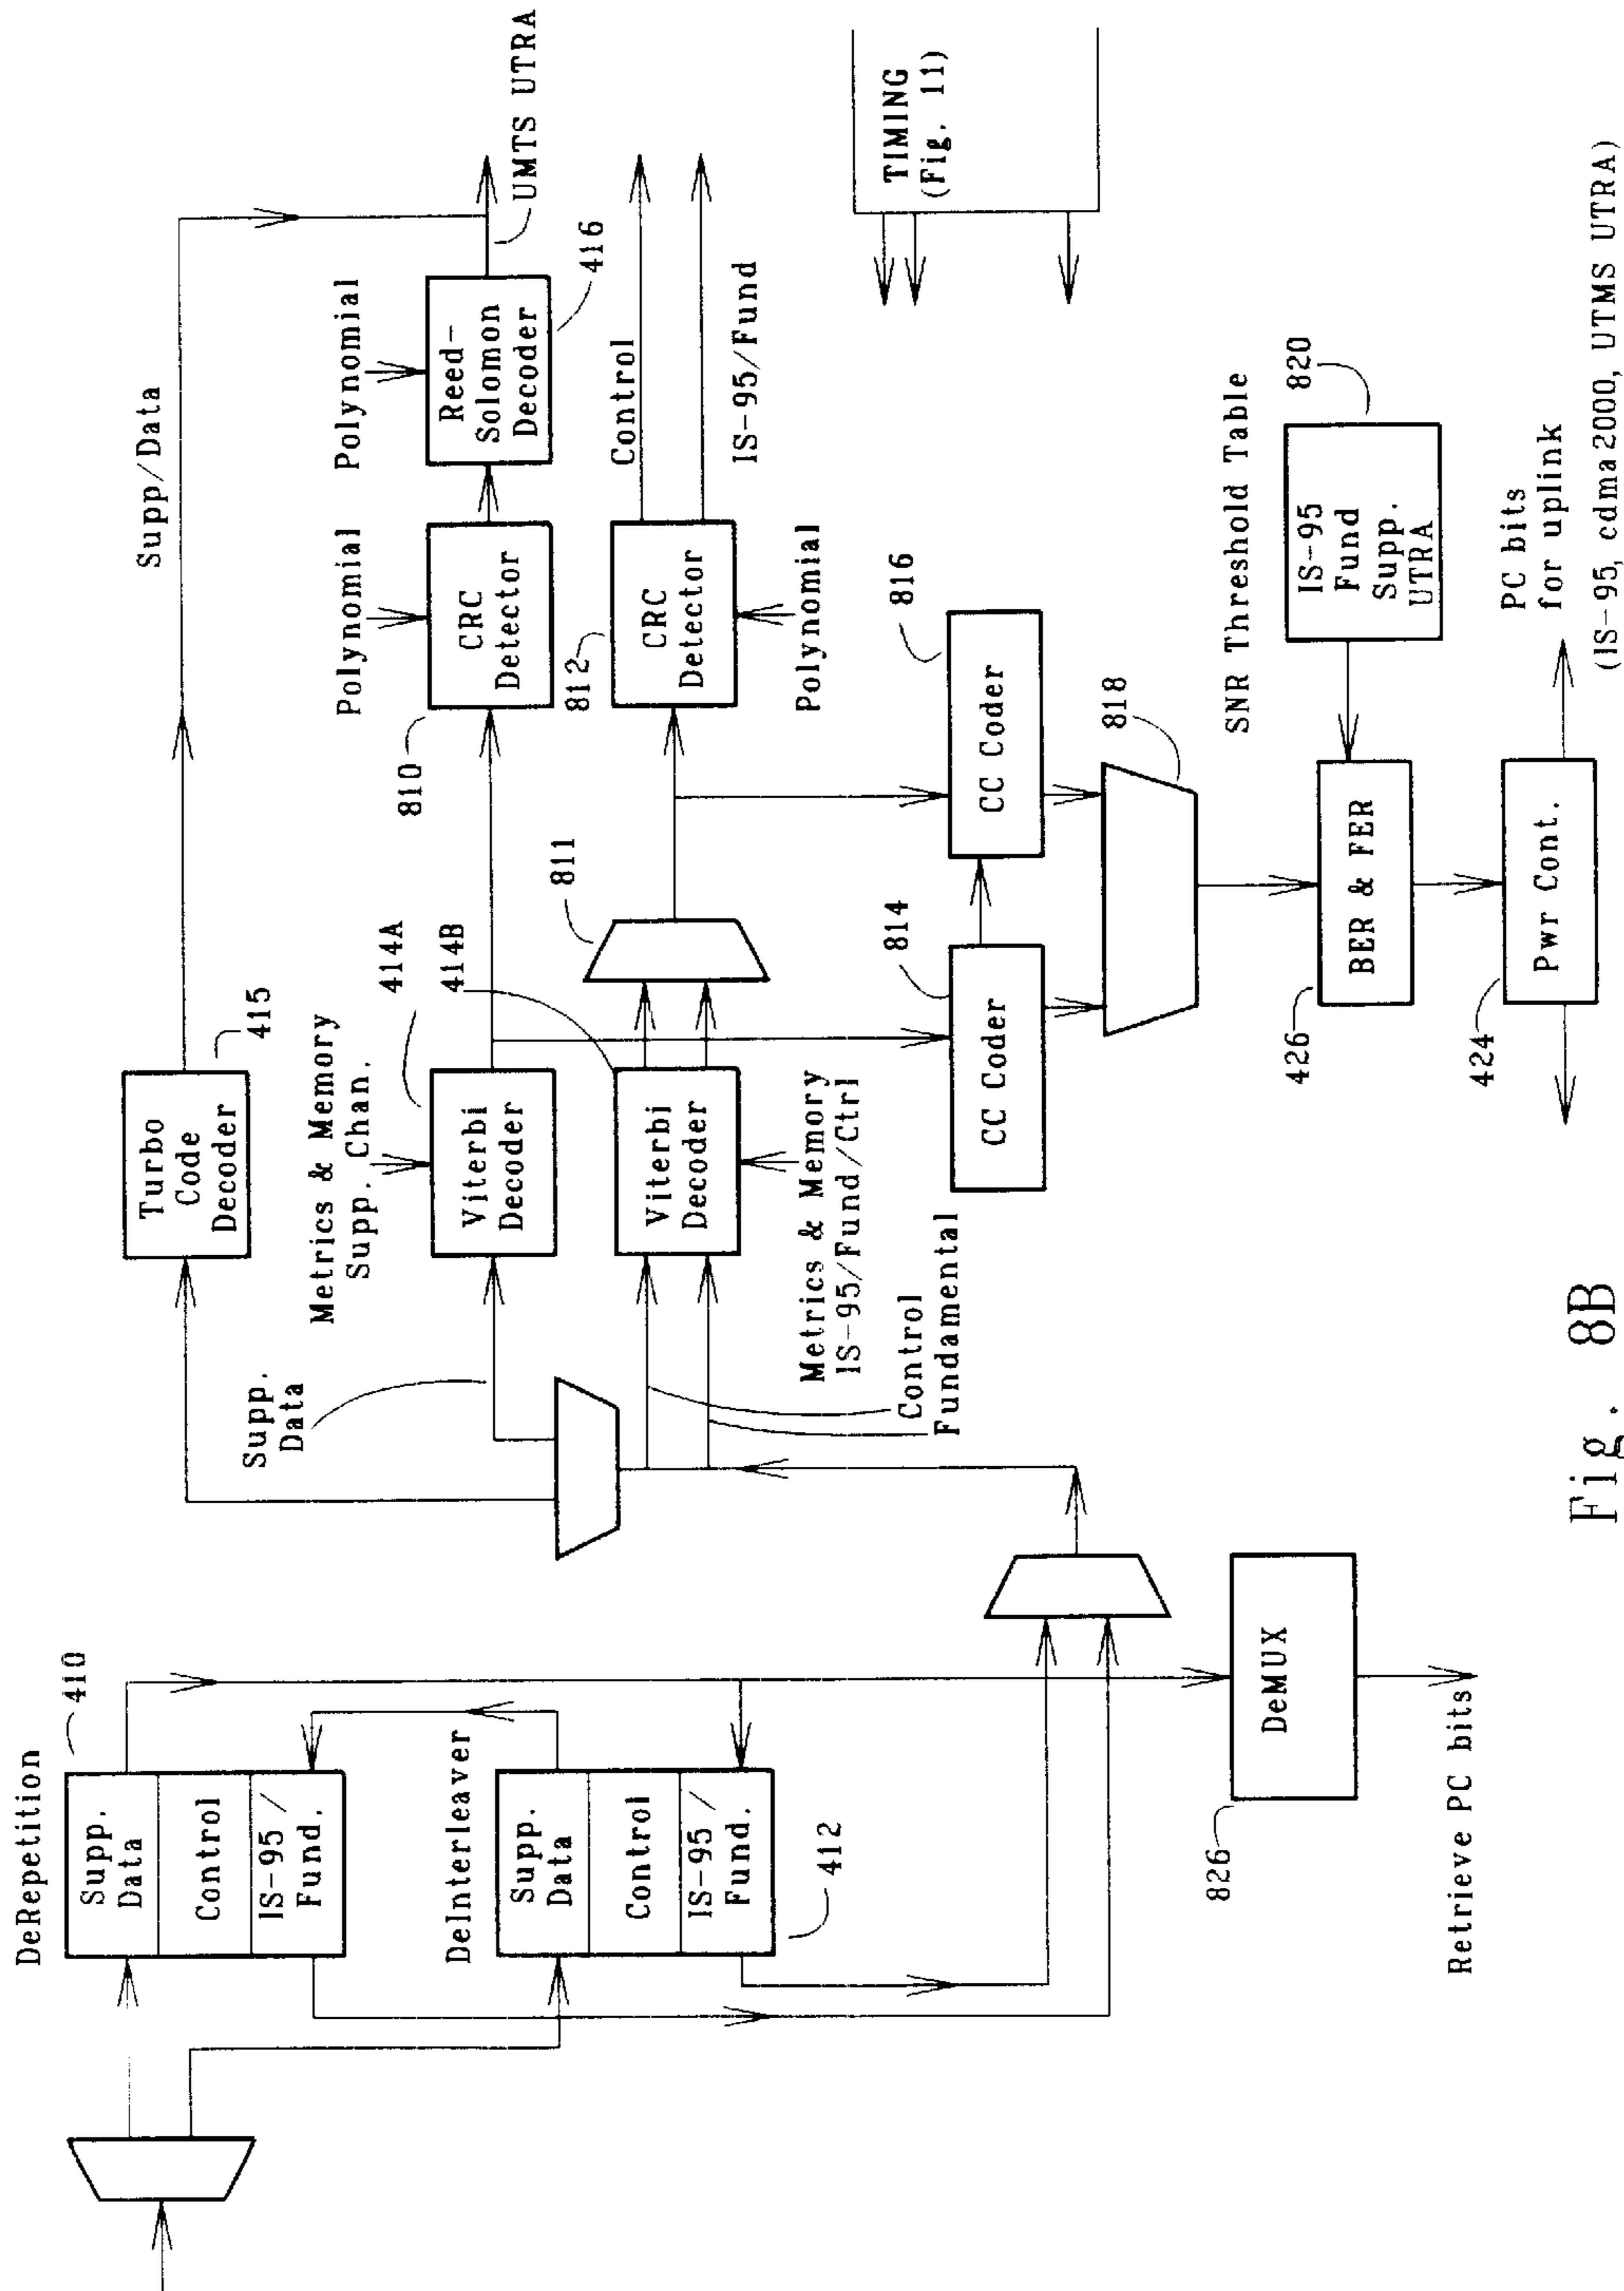 DeRepetition
410
Supp.
Data
Control
IS-95 /
Fund.
DeInterleaver
Supp.
Data
Control
IS-95 /
Fund.
412
826
DeMUX
Retrieve PC bits
Supp.
Data
Turbo
Code
Decoder
415
Supp/Data
Metrics & Memory
Supp. Chan.
414A
414B
Viterbi
Decoder
Viterbi
Decoder
Metrics & Memory
IS-95/Fund/Ctrl
Control
Fundamental
811
810
Polynomial
CRC
Detector
Polynomial
Reed-
Solomon
Decoder
416
UMTS UTRA
812
CRC
Detector
Polynomial
Control
IS-95/Fund
814
CC Coder
816
CC Coder
818
TIMING
(Fig. 11)
SNR Threshold Table
820
IS-95
Fund
Supp.
UTRA
426
BER & FER
424
Pwr Cont.
PC bits
for uplink
(IS-95, cdma2000, UTMS UTRA)
Fig. 8B